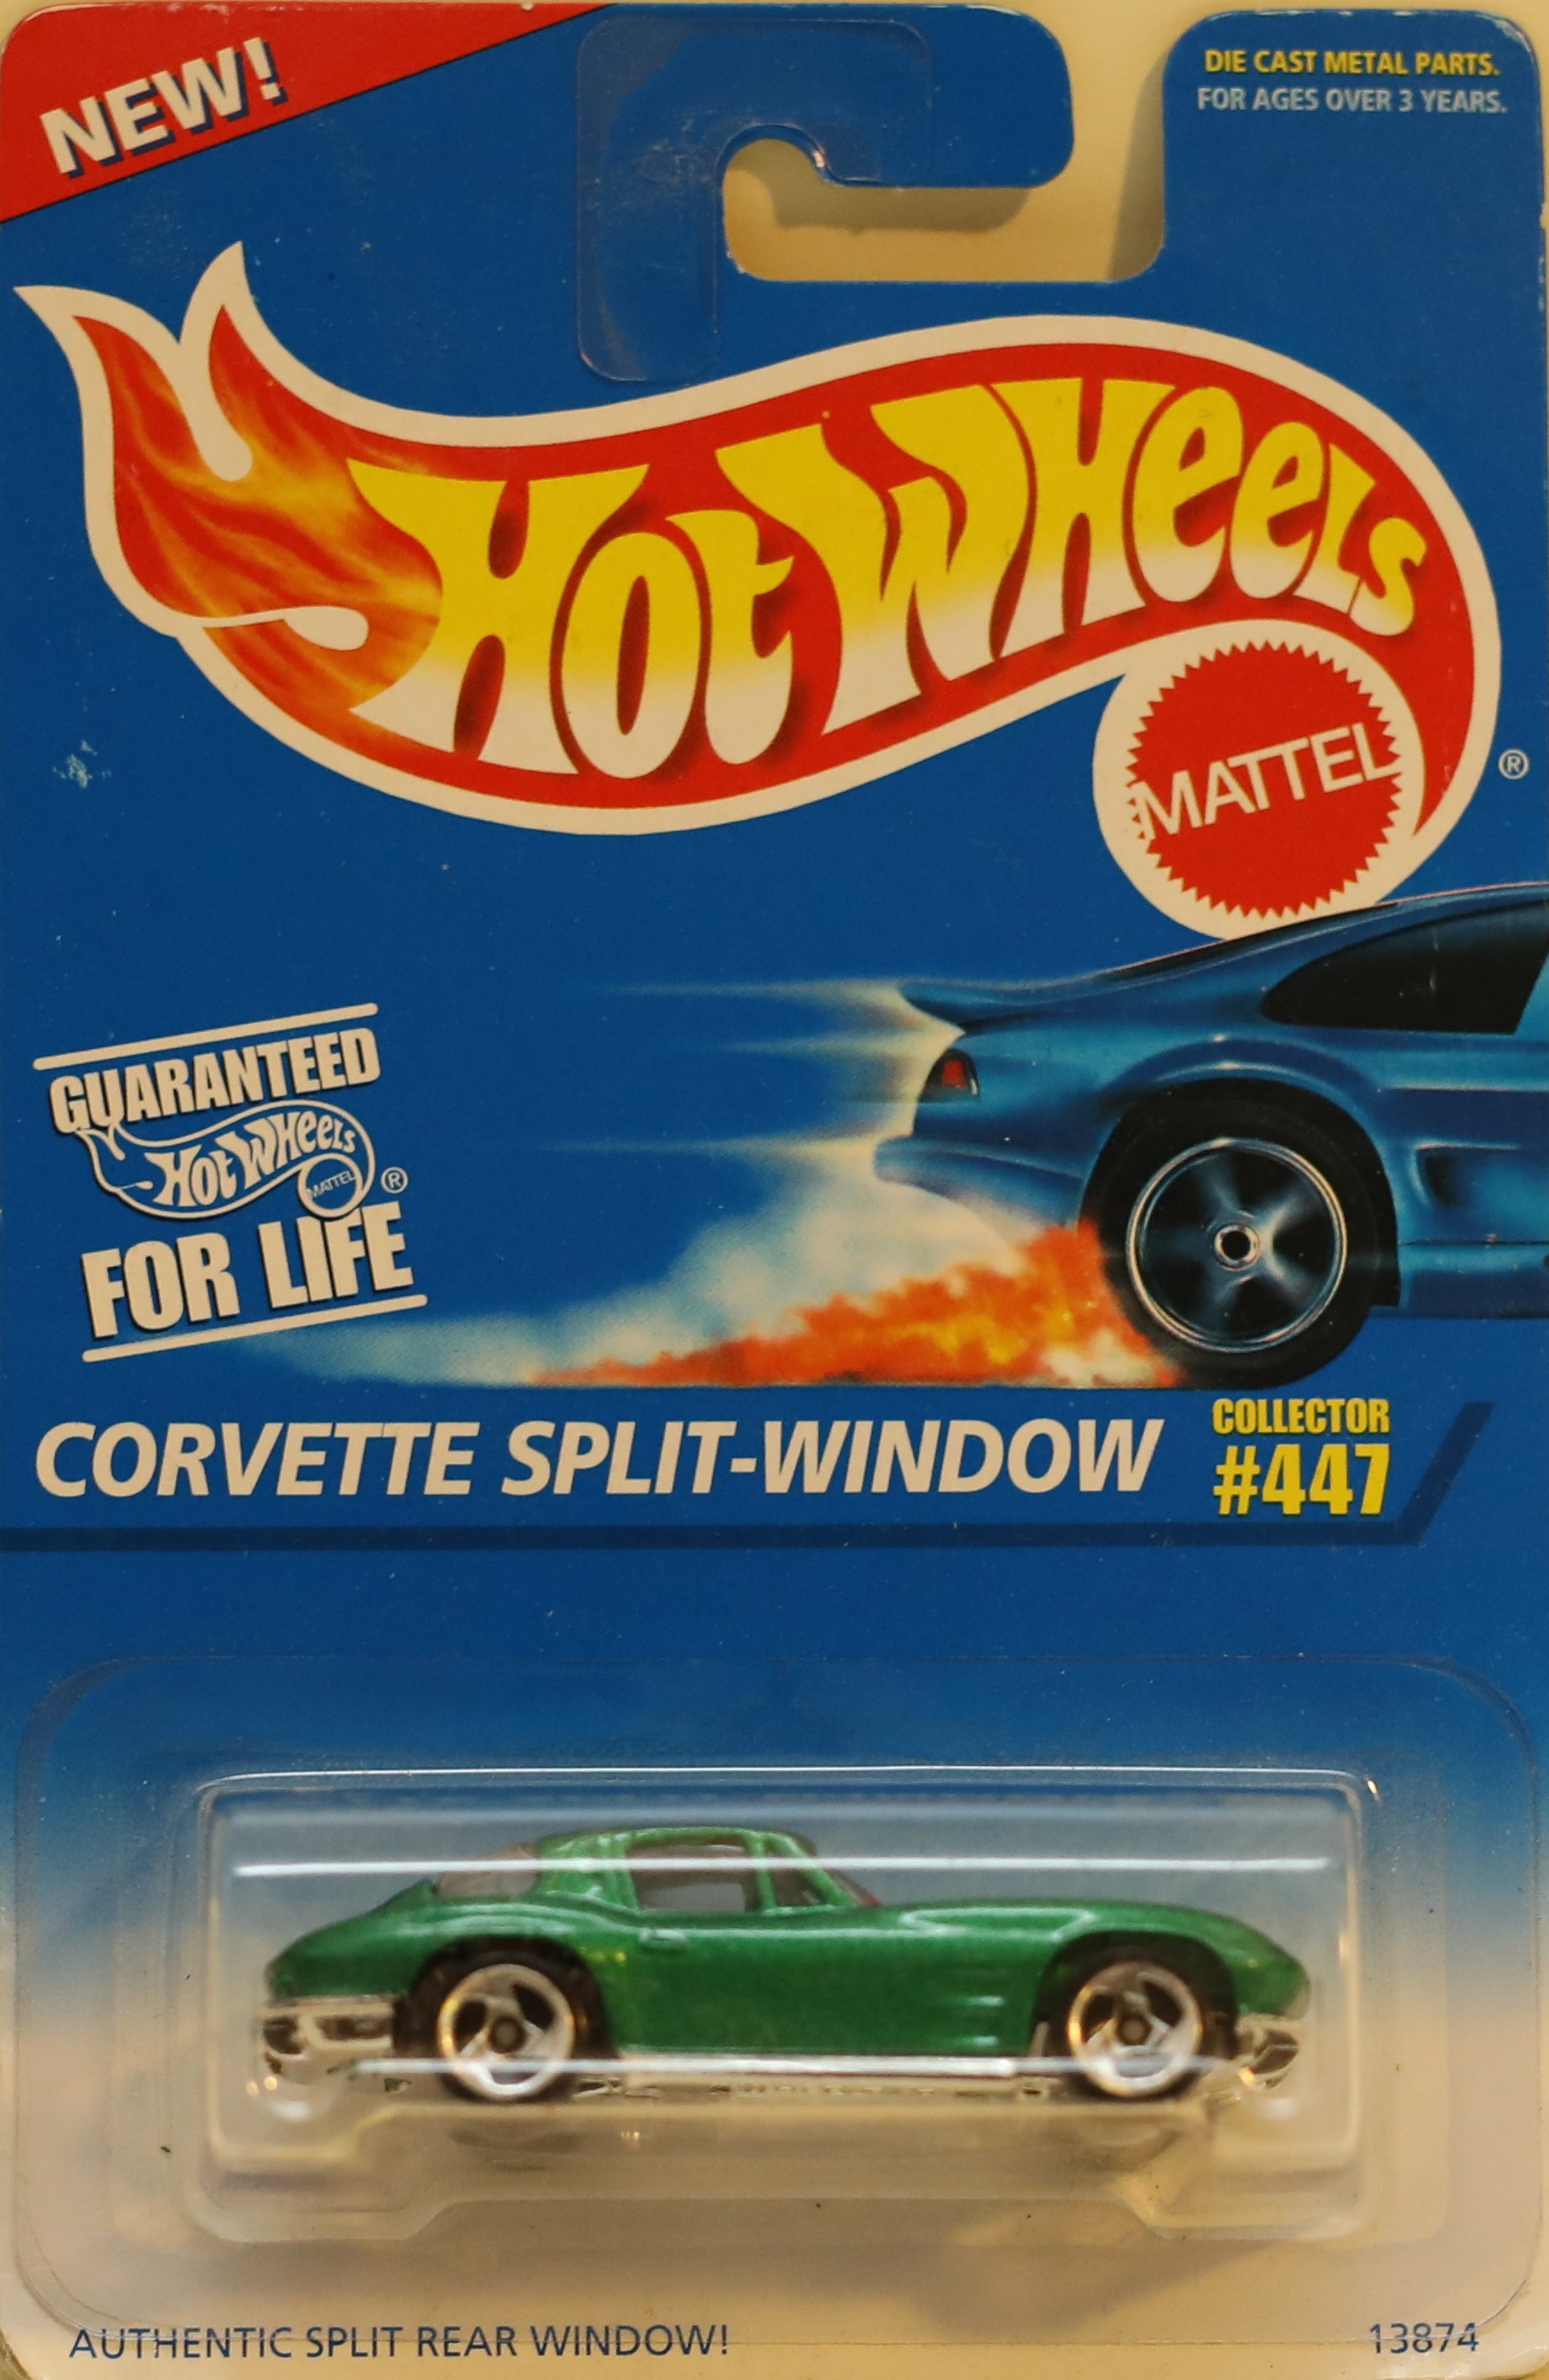 NEW!
DIE CAST METAL PARTS.
FOR AGES OVER 3 YEARS.
HOT WHEELS
MATTEL
®
GUARANTEED
HOT WHEELS
MATTEL
®
FOR LIFE
CORVETTE SPLIT-WINDOW
COLLECTOR
#447
AUTHENTIC SPLIT REAR WINDOW!
13874